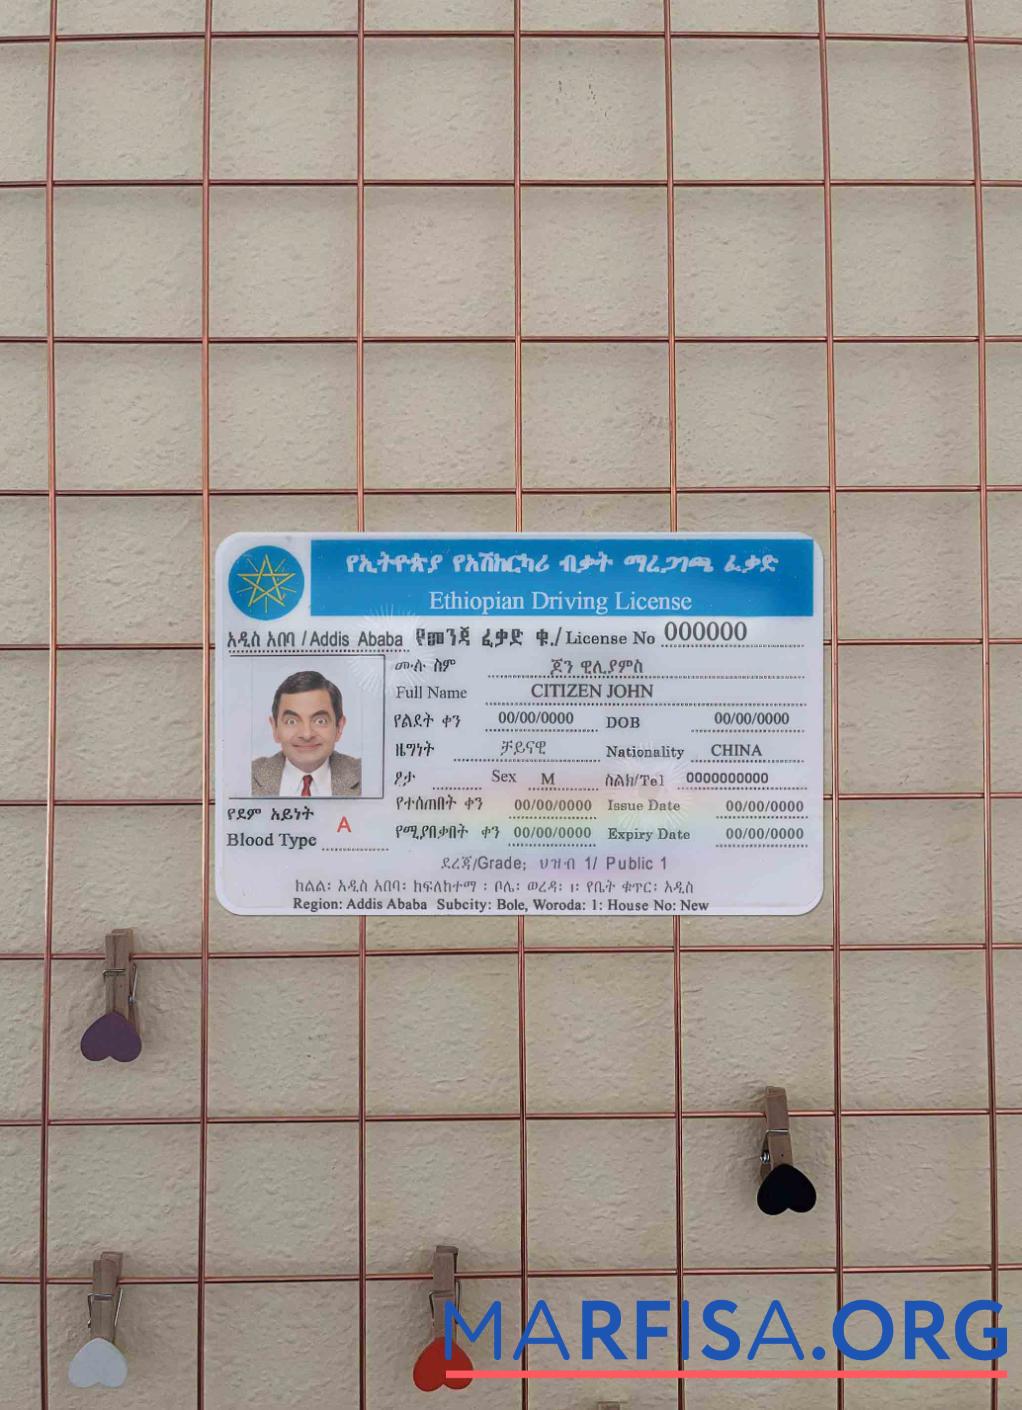 የኢትዮጵያ የአሽከርካሪ ብቃት ማረጋገጫ ፈቃድ
Ethiopian Driving License
አዲስ አበባ /Addis Ababa የመንጃ ፈቃድ ቁ./License No 000000
ሙሉ ስም ጆን ዊሊያምስ
Full Name CITIZEN JOHN
የልደት ቀን 00/00/0000 DOB 00/00/0000
ዜግነት ቻይናዊ Nationality CHINA
ፆታ Sex M ስልክ/Tel 0000000000
የተሰጠበት ቀን 00/00/0000 Issue Date 00/00/0000
የሚያበቃበት ቀን 00/00/0000 Expiry Date 00/00/0000
የደም አይነት
Blood Type A
ደረጃ/Grade; ህዝብ 1/ Public 1
ክልል፡ አዲስ አበባ፡ ክፍለከተማ ፡ ቦሌ፡ ወረዳ፡ ፡ የቤት ቁጥር፡ አዲስ
Region: Addis Ababa Subcity: Bole, Woroda: 1: House No: New
MARFISA.ORG